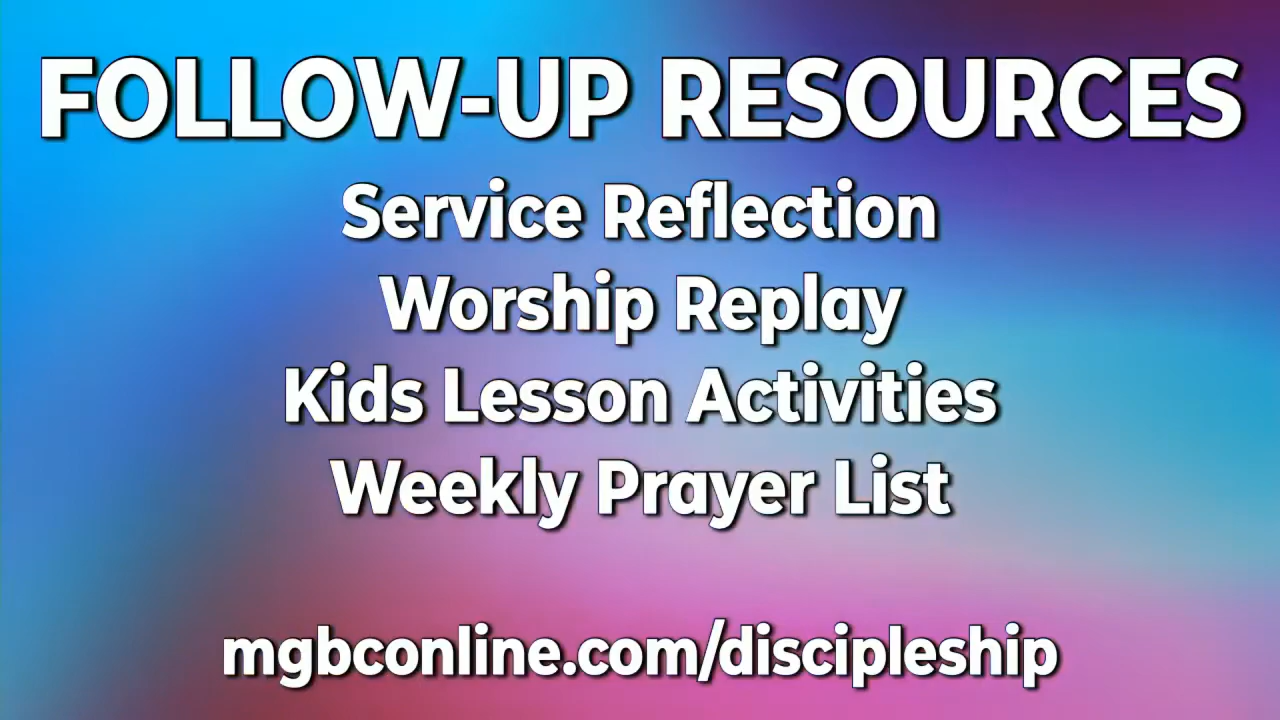 FOLLOW-UP RESOURCES
Service Reflection
Worship Replay
Kids Lesson Activities
Weekly Prayer List
mgbconline.com/discipleship